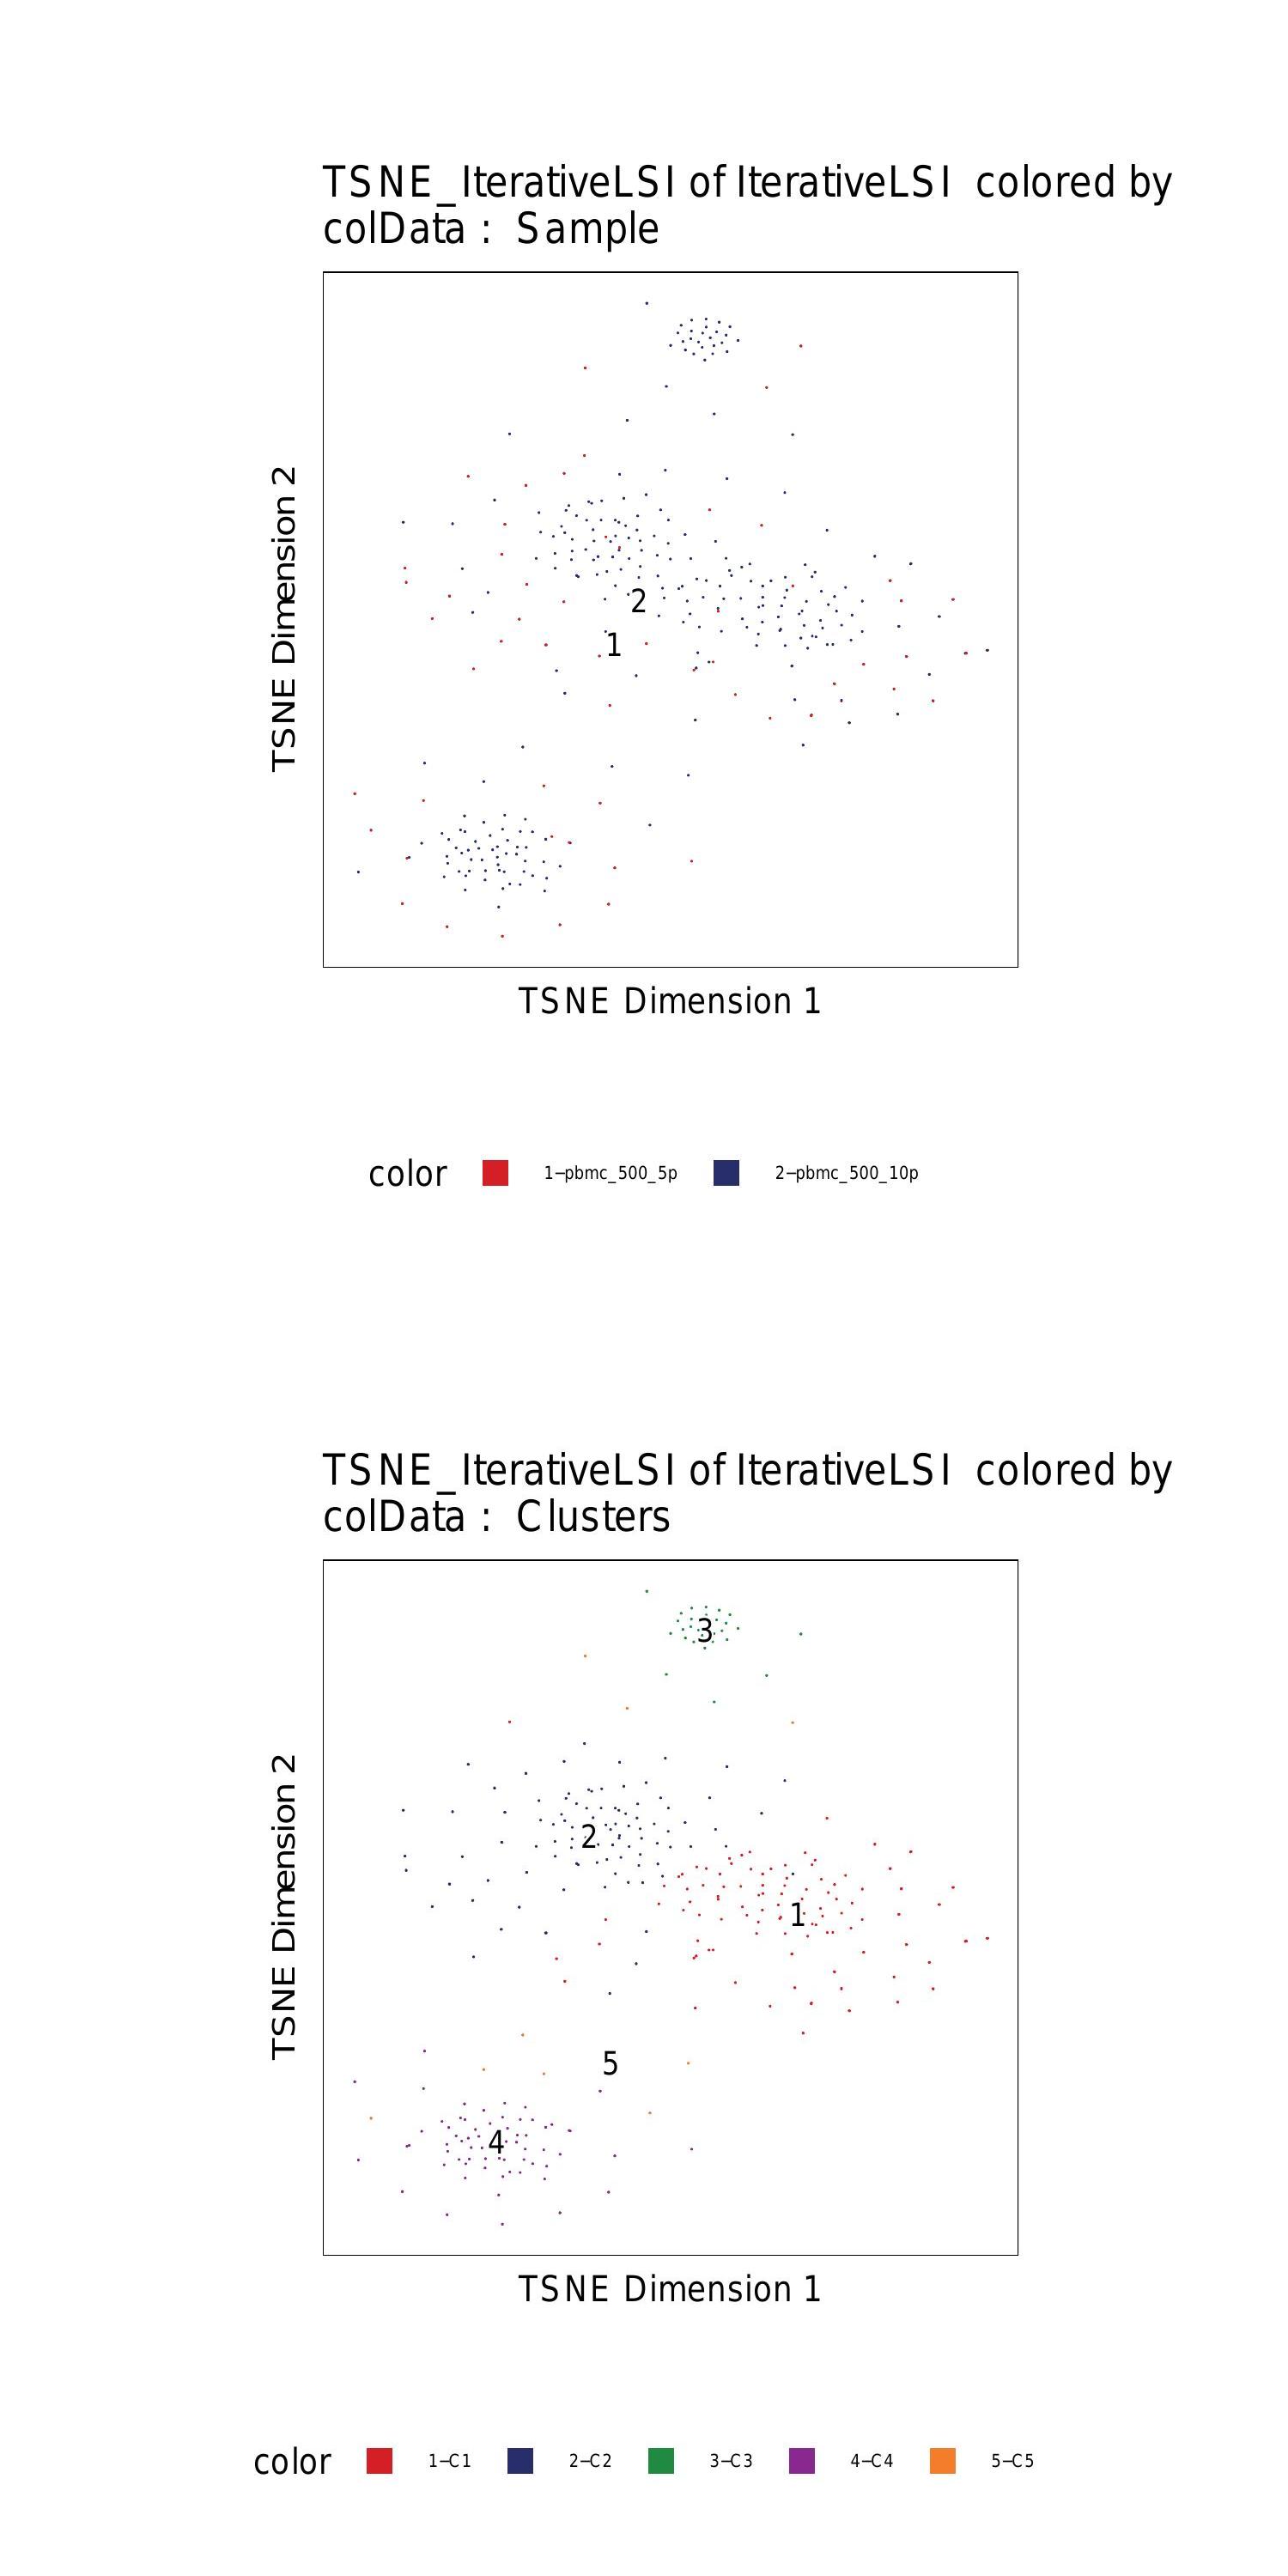 TSNE_IterativeLSI of IterativeLSI colored by
colData : Sample
TSNE Dimension 2
2
1
TSNE Dimension 1
color 1-pbmc_500_5p 2-pbmc_500_10p
TSNE_IterativeLSI of IterativeLSI colored by
colData : Clusters
TSNE Dimension 2
3
2
1
5
4
TSNE Dimension 1
color 1-C1 2-C2 3-C3 4-C4 5-C5